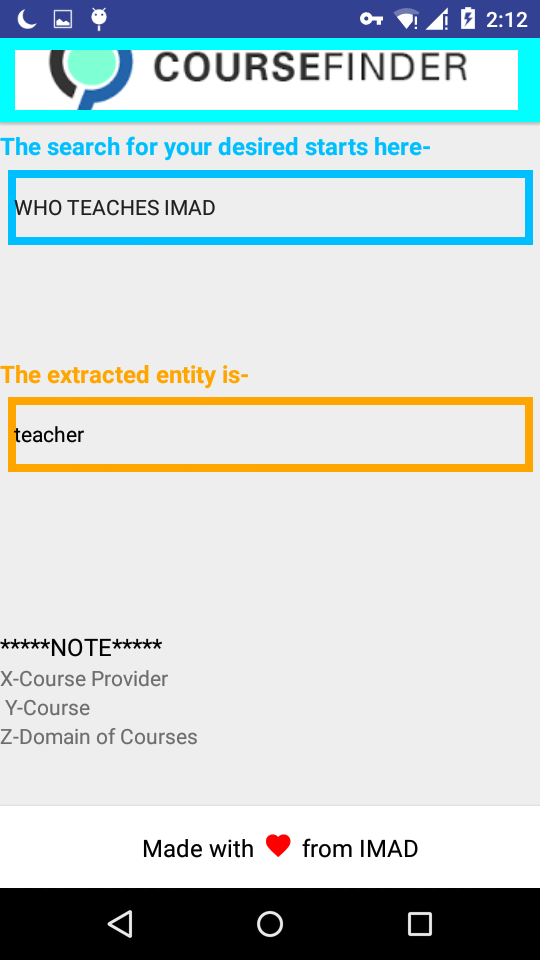 2:12
COURSEFINDER
The search for your desired starts here-
WHO TEACHES IMAD
The extracted entity is-
teacher
*****NOTE*****
X-Course Provider
Y-Course
Z-Domain of Courses
Made with ❤ from IMAD